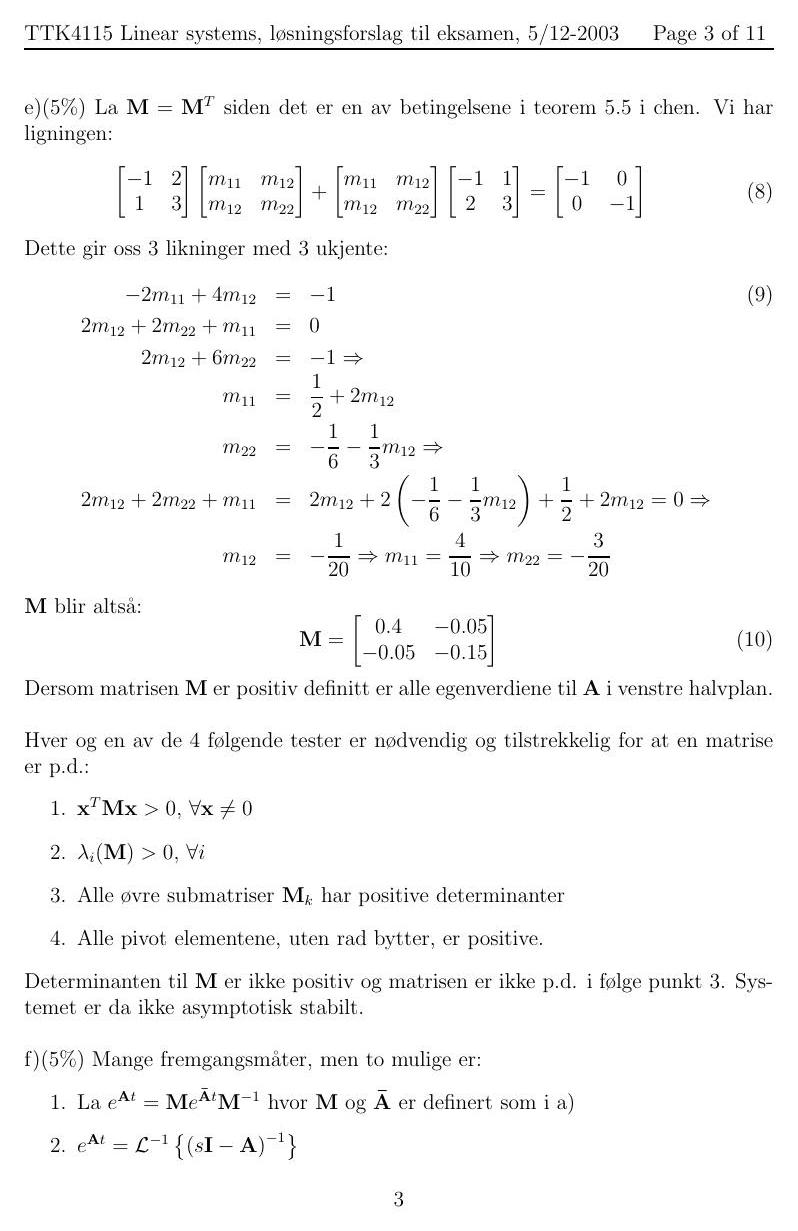 TTK4115 Linear systems, løsningsforslag til eksamen, 5/12-2003 Page 3 of 11
e)(5%) La M = Mᵀ siden det er en av betingelsene i teorem 5.5 i chen. Vi har
ligningen:
[−1 2; 1 3] [m₁₁ m₁₂; m₁₂ m₂₂] + [m₁₁ m₁₂; m₁₂ m₂₂] [−1 1; 2 3] = [−1 0; 0 −1] (8)
Dette gir oss 3 likninger med 3 ukjente:
−2m₁₁ + 4m₁₂ = −1 (9)
2m₁₂ + 2m₂₂ + m₁₁ = 0
2m₁₂ + 6m₂₂ = −1 ⇒
m₁₁ = 1/2 + 2m₁₂
m₂₂ = −1/6 − 1/3 m₁₂ ⇒
2m₁₂ + 2m₂₂ + m₁₁ = 2m₁₂ + 2 (−1/6 − 1/3 m₁₂) + 1/2 + 2m₁₂ = 0 ⇒
m₁₂ = −1/20 ⇒ m₁₁ = 4/10 ⇒ m₂₂ = −3/20
M blir altså:
M = [0.4 −0.05; −0.05 −0.15] (10)
Dersom matrisen M er positiv definitt er alle egenverdiene til A i venstre halvplan.
Hver og en av de 4 følgende tester er nødvendig og tilstrekkelig for at en matrise
er p.d.:
1. xᵀMx > 0, ∀x ≠ 0
2. λᵢ(M) > 0, ∀i
3. Alle øvre submatriser Mₖ har positive determinanter
4. Alle pivot elementene, uten rad bytter, er positive.
Determinanten til M er ikke positiv og matrisen er ikke p.d. i følge punkt 3. Sys-
temet er da ikke asymptotisk stabilt.
f)(5%) Mange fremgangsmåter, men to mulige er:
1. La e^{At} = Me^{Āt}M⁻¹ hvor M og Ā er definert som i a)
2. e^{At} = ℒ⁻¹ {(sI − A)⁻¹}
3